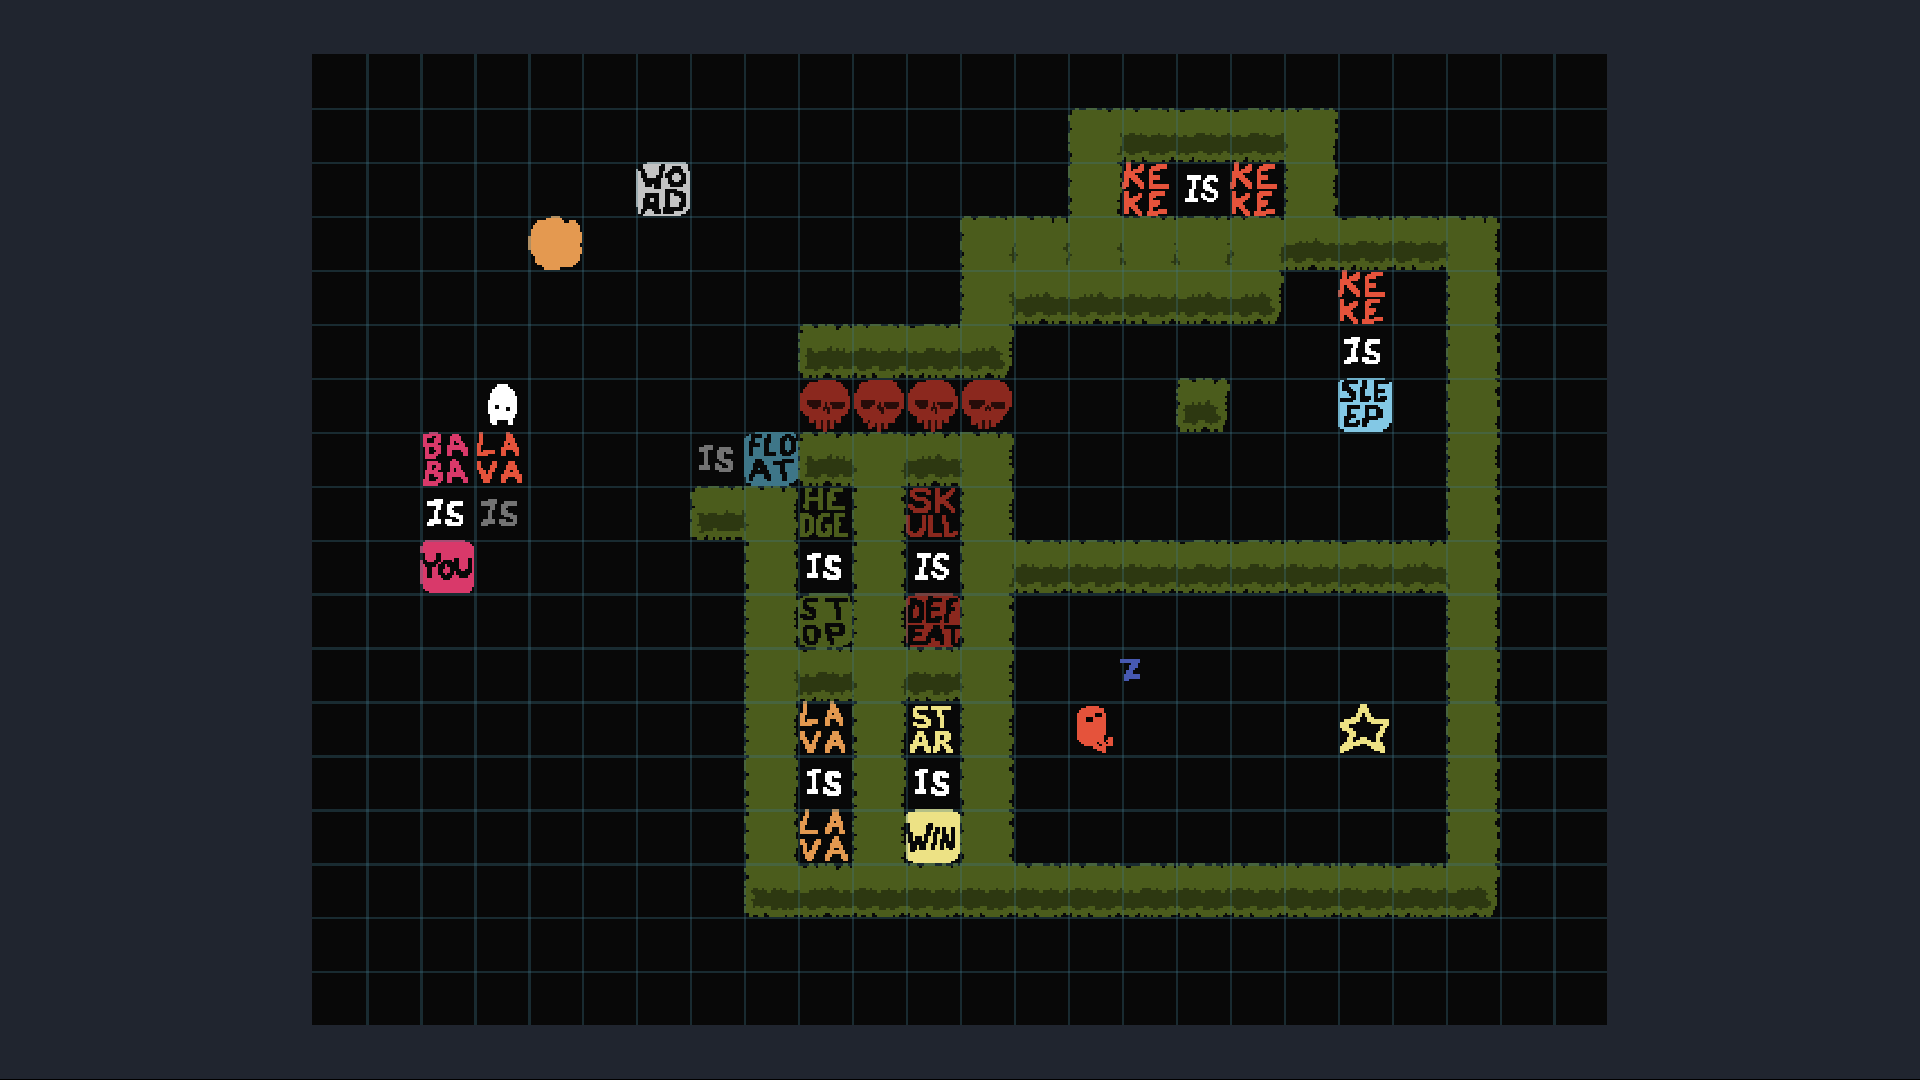 WORD
KEKE IS KEKE
KEKE
IS
SLEEP
BABA
IS
YOU
LAVA
IS
IS FLOAT
HEDGE
IS
STOP
SKULL
IS
DEFEAT
Z
LAVA
IS
LAVA
STAR
IS
WIN